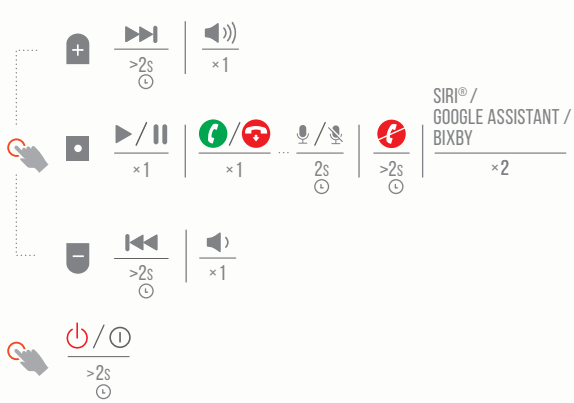 >2s
×1
SIRI® /
GOOGLE ASSISTANT /
BIXBY
×1
×1
2s
>2s
×2
>2s
×1
>2s